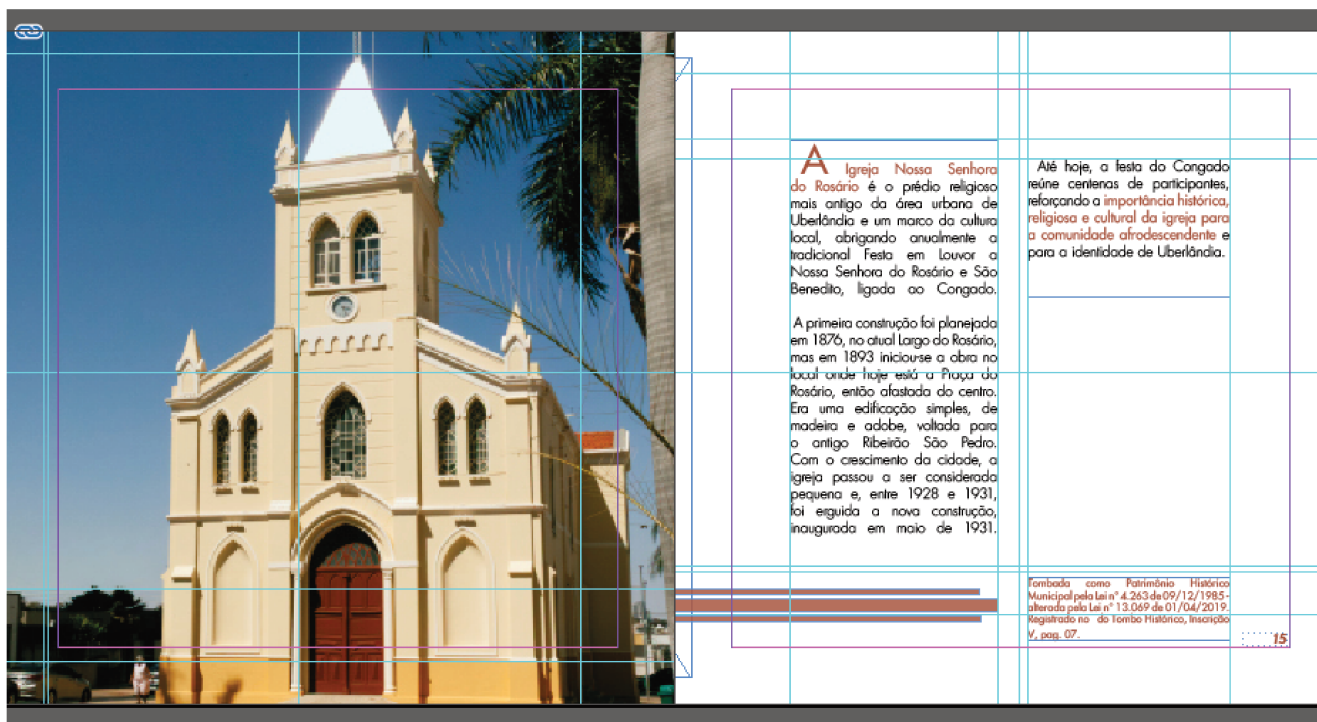 A Igreja Nossa Senhora
do Rosário é o prédio religioso
mais antigo da área urbana de
Uberlândia e um marco da cultura
local, abrigando anualmente a
tradicional Festa em Louvor a
Nossa Senhora do Rosário e São
Benedito, ligada ao Congado.
A primeira construção foi planejada
em 1876, no atual Largo do Rosário,
mas em 1893 iniciou-se a obra no
local onde hoje está a Praça do
Rosário, então afastada do centro.
Era uma edificação simples, de
madeira e adobe, voltada para
o antigo Ribeirão São Pedro.
Com o crescimento da cidade, a
igreja passou a ser considerada
pequena e, entre 1928 e 1931,
foi erguida a nova construção,
inaugurada em maio de 1931.
Até hoje, a festa do Congado
reúne centenas de participantes,
reforçando a importância histórica,
religiosa e cultural da igreja para
a comunidade afrodescendente e
para a identidade de Uberlândia.
Tombada como Patrimônio Histórico
Municipal pela Lei n° 4.263 de 09/12/1985 -
alterada pela Lei n° 13.069 de 01/04/2019.
Registrado no do Tombo Histórico, Inscrição
V, pag. 07.
15